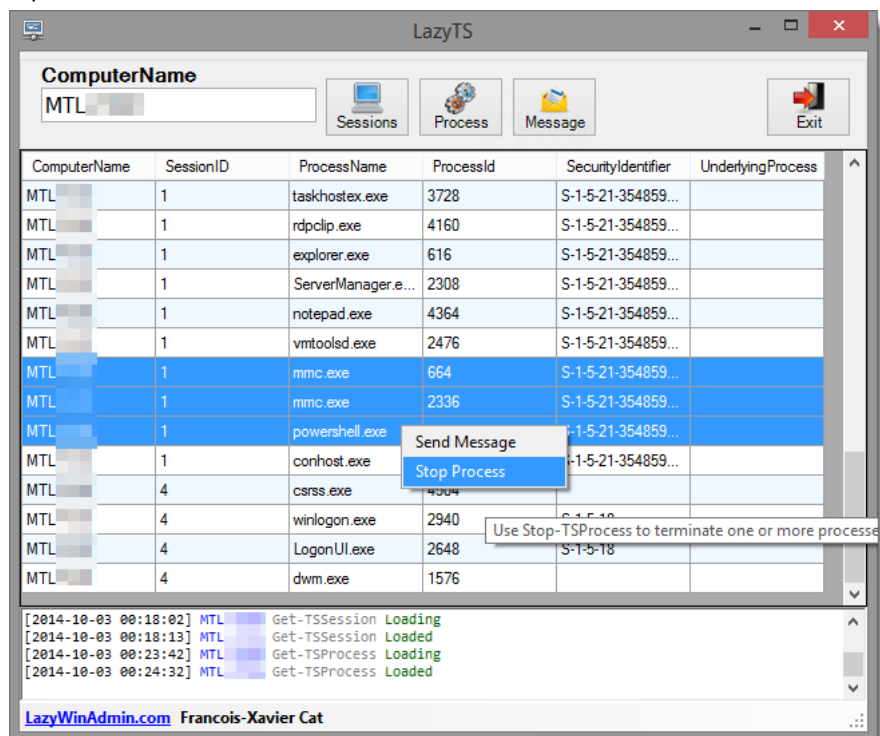 LazyTS
ComputerName
MTL
Sessions Process Message Exit
ComputerName SessionID ProcessName ProcessId SecurityIdentifier UnderlyingProcess
MTL 1 taskhostex.exe 3728 S-1-5-21-354859...
MTL 1 rdpclip.exe 4160 S-1-5-21-354859...
MTL 1 explorer.exe 616 S-1-5-21-354859...
MTL 1 ServerManager.e... 2308 S-1-5-21-354859...
MTL 1 notepad.exe 4364 S-1-5-21-354859...
MTL 1 vmtoolsd.exe 2476 S-1-5-21-354859...
MTL 1 mmc.exe 664 S-1-5-21-354859...
MTL 1 mmc.exe 2336 S-1-5-21-354859...
MTL 1 powershell.exe -1-5-21-354859...
Send Message
MTL 1 conhost.exe -1-5-21-354859...
Stop Process
MTL 4 csrss.exe 4504
MTL 4 winlogon.exe 2940
Use Stop-TSProcess to terminate one or more processe
MTL 4 LogonUI.exe 2648 S-1-5-18
MTL 4 dwm.exe 1576
[2014-10-03 00:18:02] MTL Get-TSSession Loading
[2014-10-03 00:18:13] MTL Get-TSSession Loaded
[2014-10-03 00:23:42] MTL Get-TSProcess Loading
[2014-10-03 00:24:32] MTL Get-TSProcess Loaded
LazyWinAdmin.com Francois-Xavier Cat